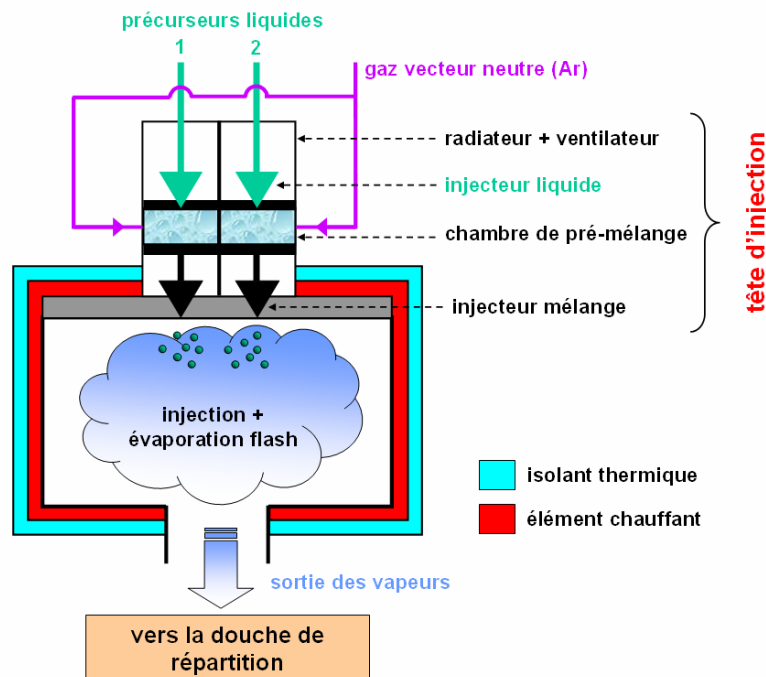 précurseurs liquides
1 2
gaz vecteur neutre (Ar)
radiateur + ventilateur
injecteur liquide
chambre de pré-mélange
injecteur mélange
tête d'injection
injection +
évaporation flash
isolant thermique
élément chauffant
sortie des vapeurs
vers la douche de
répartition